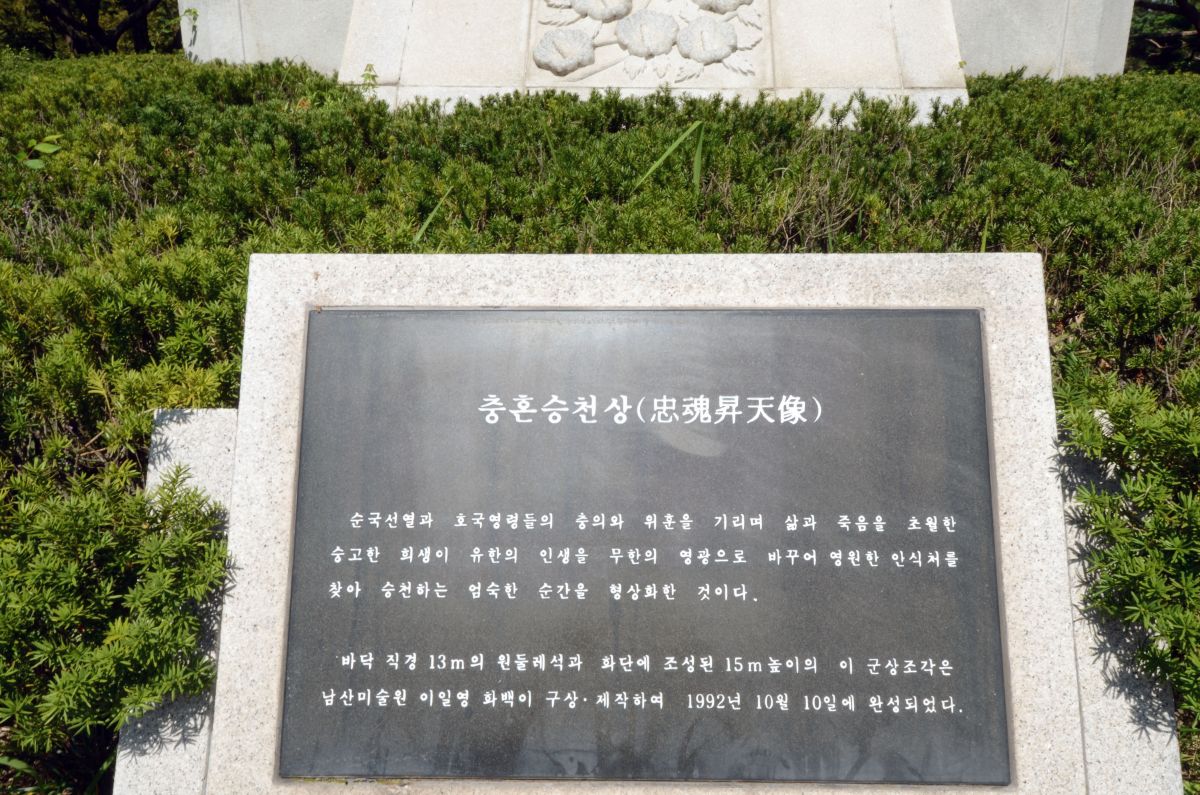 충혼승천상(忠魂昇天像)
순국선열과 호국영령들의 충의와 위훈을 기리며 삶과 죽음을 초월한
숭고한 희생이 유한의 인생을 무한의 영광으로 바꾸어 영원한 안식처를
찾아 승천하는 엄숙한 순간을 형상화한 것이다.
바닥 직경 13m의 원둘레석과 화단에 조성된 15m높이의 이 군상조각은
남산미술원 이일영 화백이 구상·제작하여 1992년 10월 10일에 완성되었다.